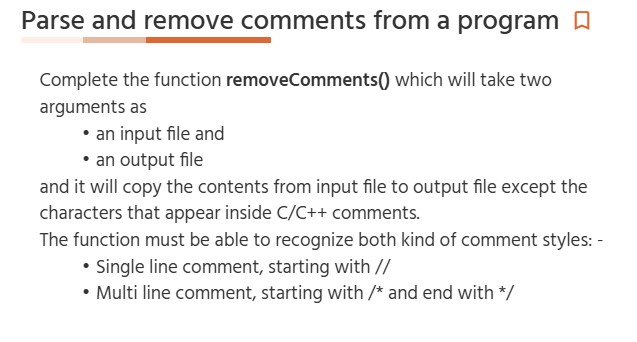 Parse and remove comments from a program
Complete the function removeComments() which will take two
arguments as
• an input file and
• an output file
and it will copy the contents from input file to output file except the
characters that appear inside C/C++ comments.
The function must be able to recognize both kind of comment styles: -
• Single line comment, starting with //
• Multi line comment, starting with /* and end with */